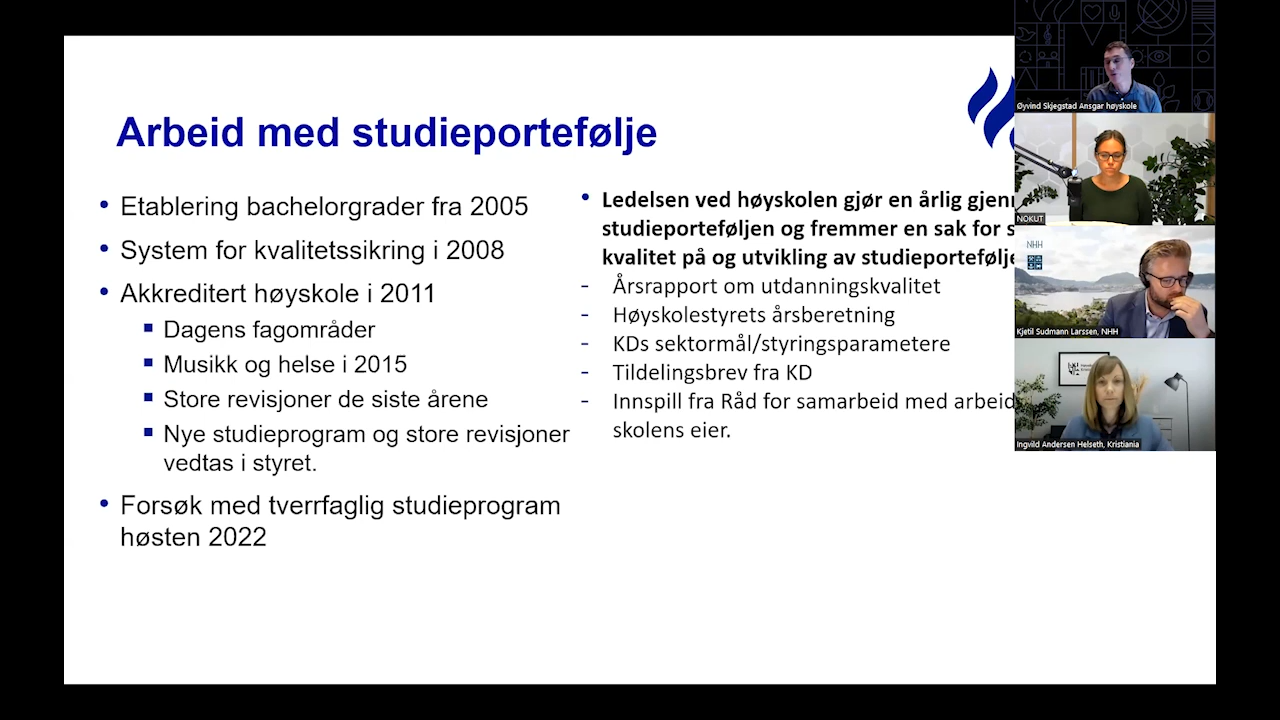 Arbeid med studieportefølje
• Etablering bachelorgrader fra 2005
• System for kvalitetssikring i 2008
• Akkreditert høyskole i 2011
▪ Dagens fagområder
▪ Musikk og helse i 2015
▪ Store revisjoner de siste årene
▪ Nye studieprogram og store revisjoner
vedtas i styret.
• Forsøk med tverrfaglig studieprogram
høsten 2022
• Ledelsen ved høyskolen gjør en årlig
studieporteføljen og fremmer en sak for
kvalitet på og utvikling av
- Årsrapport om utdanningskvalitet
- Høyskolestyrets årsberetning
- KDs sektormål/styringsparametere
- Tildelingsbrev fra KD
- Innspill fra Råd for samarbeid med
skolens eier.
Øyvind Skjegstad Ansgar høyskole
NOKUT
NHH
Kjetil Sudmann Larssen, NHH
Ingvild Andersen Helseth, Kristiania